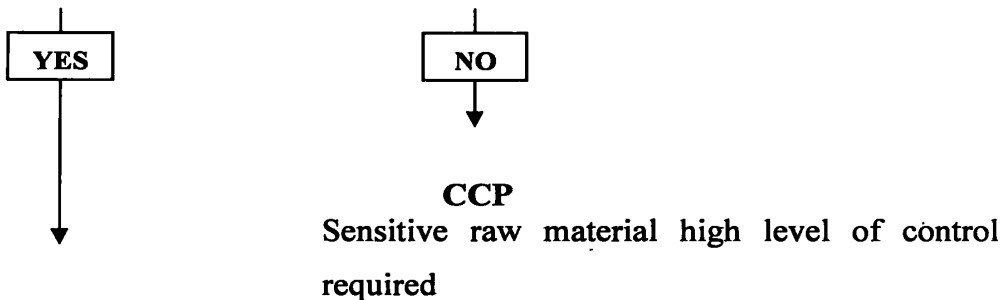 YES
NO
CCP
Sensitive raw material high level of control
required